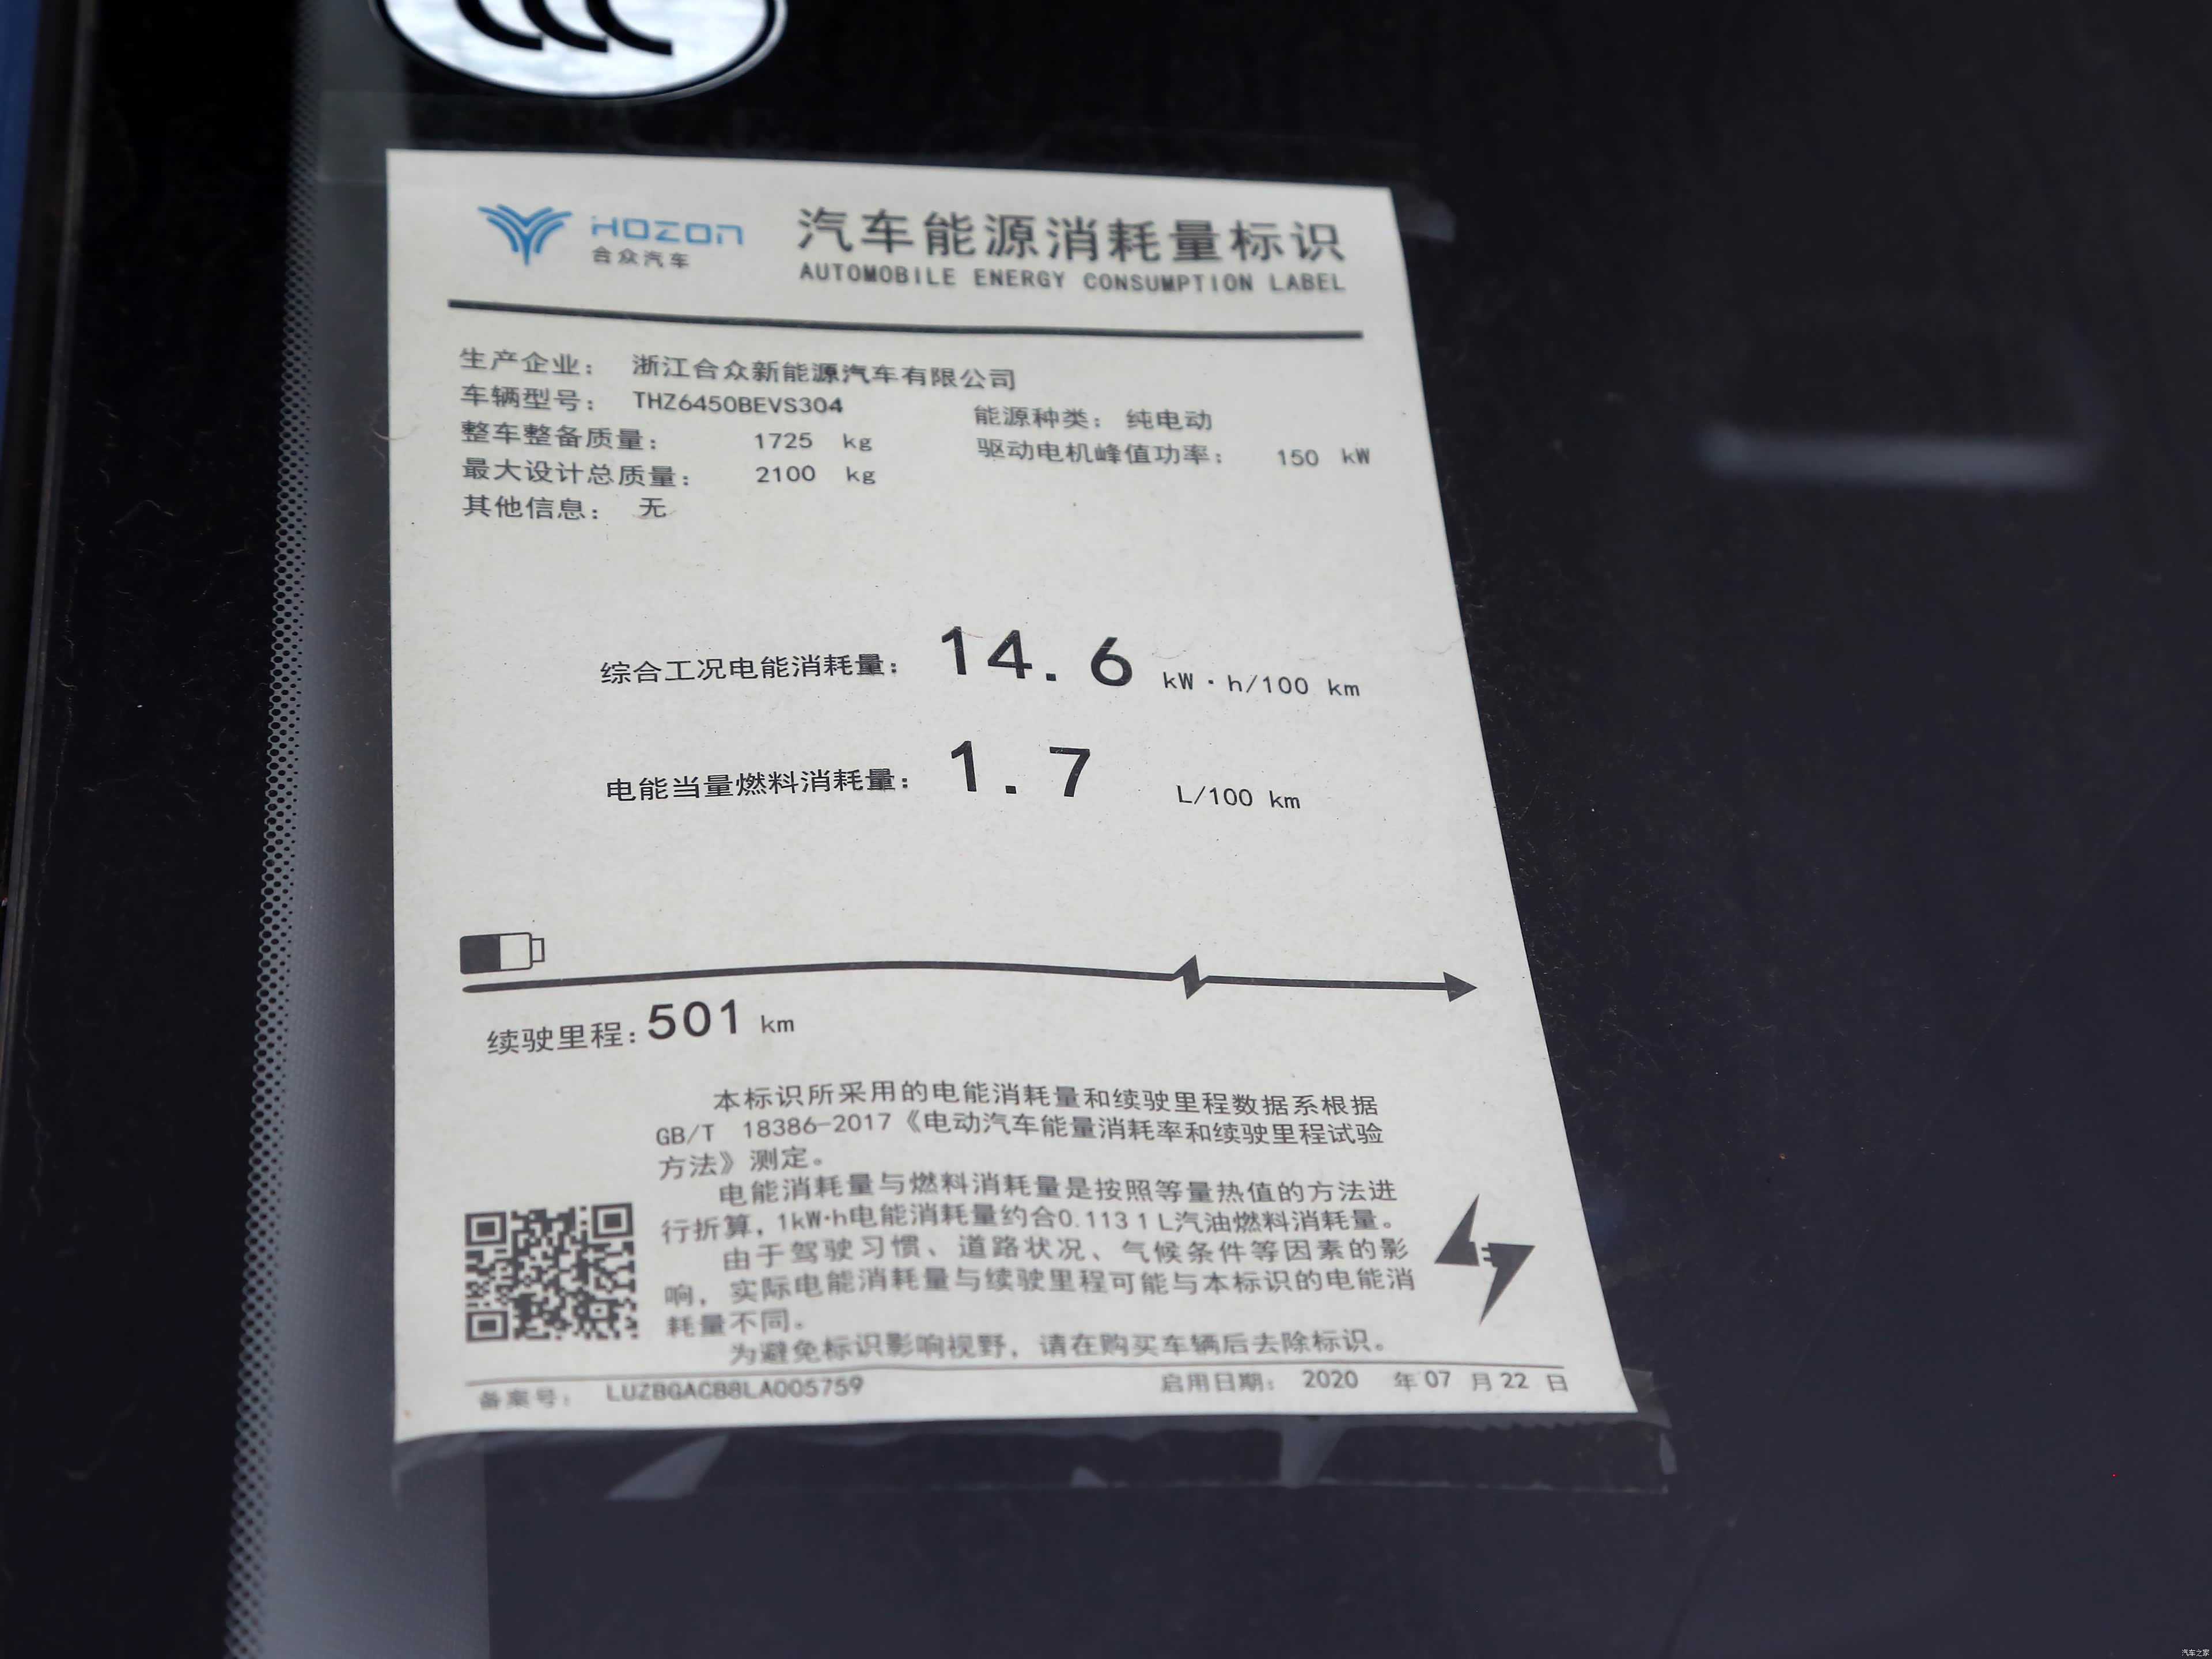 CCC
HOZON
合众汽车
汽车能源消耗量标识
AUTOMOBILE ENERGY CONSUMPTION LABEL
生产企业： 浙江合众新能源汽车有限公司
车辆型号： THZ6450BEVS304
能源种类： 纯电动
整车整备质量： 1725 kg
驱动电机峰值功率： 150 kW
最大设计总质量： 2100 kg
其他信息： 无
综合工况电能消耗量： 14.6 kW·h/100 km
电能当量燃料消耗量： 1.7 L/100 km
续驶里程：501 km
本标识所采用的电能消耗量和续驶里程数据系根据
GB/T 18386-2017《电动汽车能量消耗率和续驶里程试验
方法》测定。
电能消耗量与燃料消耗量是按照等量热值的方法进
行折算，1kW·h电能消耗量约合0.1131L汽油燃料消耗量。
由于驾驶习惯、道路状况、气候条件等因素的影
响，实际电能消耗量与续驶里程可能与本标识的电能消
耗量不同。
为避免标识影响视野，请在购买车辆后去除标识。
备案号： LUZBGACB8LA005759
启用日期： 2020 年07 月22 日
汽车之家